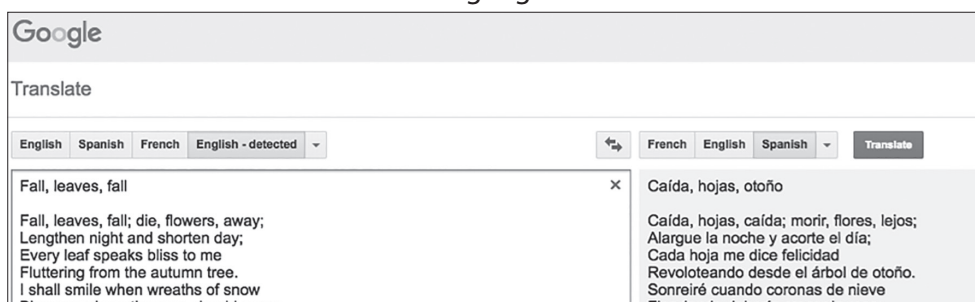 Google
Translate
English Spanish French English - detected
French English Spanish Translate
Fall, leaves, fall
Fall, leaves, fall; die, flowers, away;
Lengthen night and shorten day;
Every leaf speaks bliss to me
Fluttering from the autumn tree.
I shall smile when wreaths of snow
Caída, hojas, otoño
Caída, hojas, caída; morir, flores, lejos;
Alargue la noche y acorte el día;
Cada hoja me dice felicidad
Revoloteando desde el árbol de otoño.
Sonreiré cuando coronas de nieve